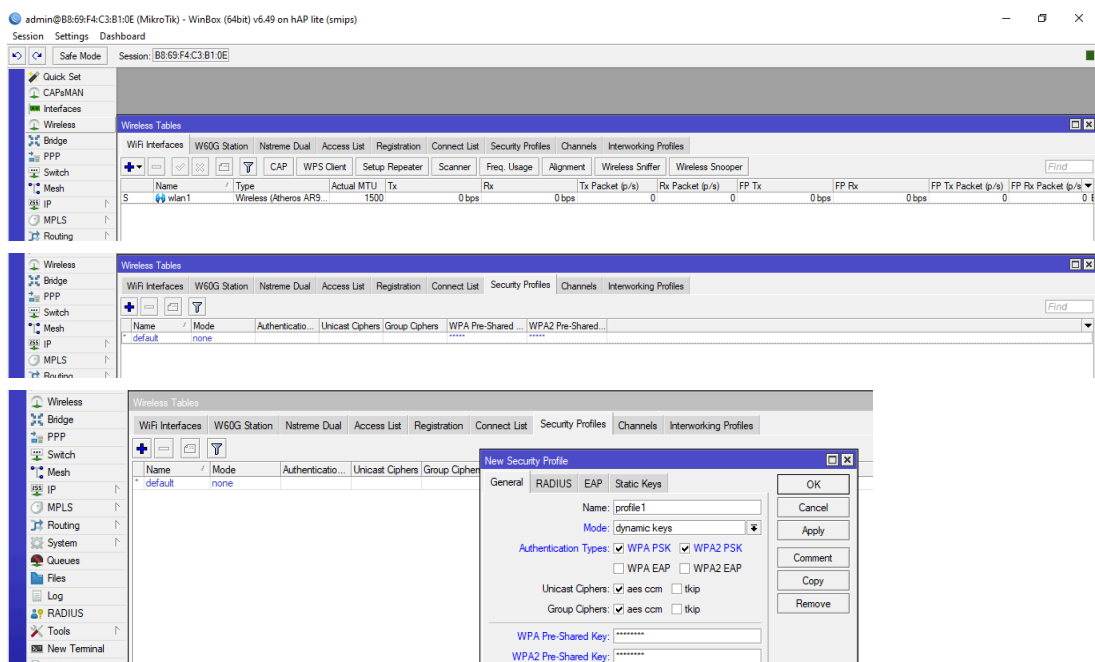 admin@B8:69:F4:C3:B1:0E (MikroTik) - WinBox (64bit) v6.49 on hAP lite (smips)
Session Settings Dashboard
Safe Mode Session: B8:69:F4:C3:B1:0E
Quick Set
CAPsMAN
Interfaces
Wireless
Bridge
PPP
Switch
Mesh
IP
MPLS
Routing
Wireless Tables
WiFi Interfaces W60G Station Nstreme Dual Access List Registration Connect List Security Profiles Channels Interworking Profiles
CAP WPS Client Setup Repeater Scanner Freq. Usage Alignment Wireless Sniffer Wireless Snooper Find
Name / Type Actual MTU Tx Rx Tx Packet (p/s) Rx Packet (p/s) FP Tx FP Rx FP Tx Packet (p/s) FP Rx Packet (p/s
S wlan1 Wireless (Atheros AR9... 1500 0 bps 0 bps 0 0 0 bps 0 bps 0 0
Wireless
Bridge
PPP
Switch
Mesh
IP
MPLS
Routing
Wireless Tables
WiFi Interfaces W60G Station Nstreme Dual Access List Registration Connect List Security Profiles Channels Interworking Profiles
Find
Name / Mode Authenticatio... Unicast Ciphers Group Ciphers WPA Pre-Shared ... WPA2 Pre-Shared...
* default none ***** *****
Wireless
Bridge
PPP
Switch
Mesh
IP
MPLS
Routing
System
Queues
Files
Log
RADIUS
Tools
New Terminal
Wireless Tables
WiFi Interfaces W60G Station Nstreme Dual Access List Registration Connect List Security Profiles Channels Interworking Profiles
Name / Mode Authenticatio... Unicast Ciphers Group Ciphers
* default none
New Security Profile
General RADIUS EAP Static Keys
Name: profile1
Mode: dynamic keys
Authentication Types: WPA PSK WPA2 PSK
WPA EAP WPA2 EAP
Unicast Ciphers: aes ccm tkip
Group Ciphers: aes ccm tkip
WPA Pre-Shared Key: ********
WPA2 Pre-Shared Key: ********
OK
Cancel
Apply
Comment
Copy
Remove